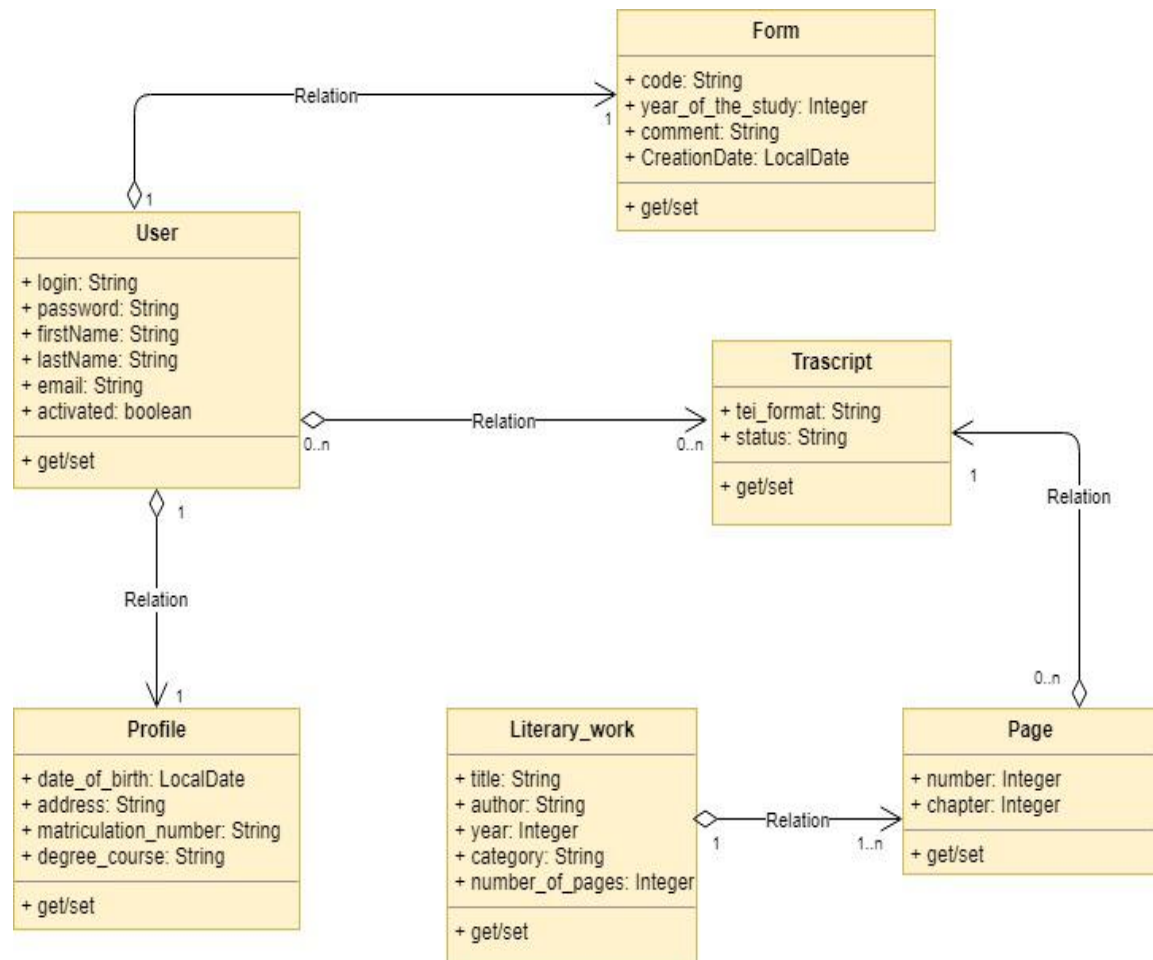 Form
+ code: String
+ year_of_the_study: Integer
+ comment: String
+ CreationDate: LocalDate
+ get/set
Relation
1
1
User
+ login: String
+ password: String
+ firstName: String
+ lastName: String
+ email: String
+ activated: boolean
+ get/set
Relation
0..n
0..n
Trascript
+ tei_format: String
+ status: String
+ get/set
1
Relation
0..n
1
Relation
1
Profile
+ date_of_birth: LocalDate
+ address: String
+ matriculation_number: String
+ degree_course: String
+ get/set
Literary_work
+ title: String
+ author: String
+ year: Integer
+ category: String
+ number_of_pages: Integer
+ get/set
Relation
1
1..n
Page
+ number: Integer
+ chapter: Integer
+ get/set